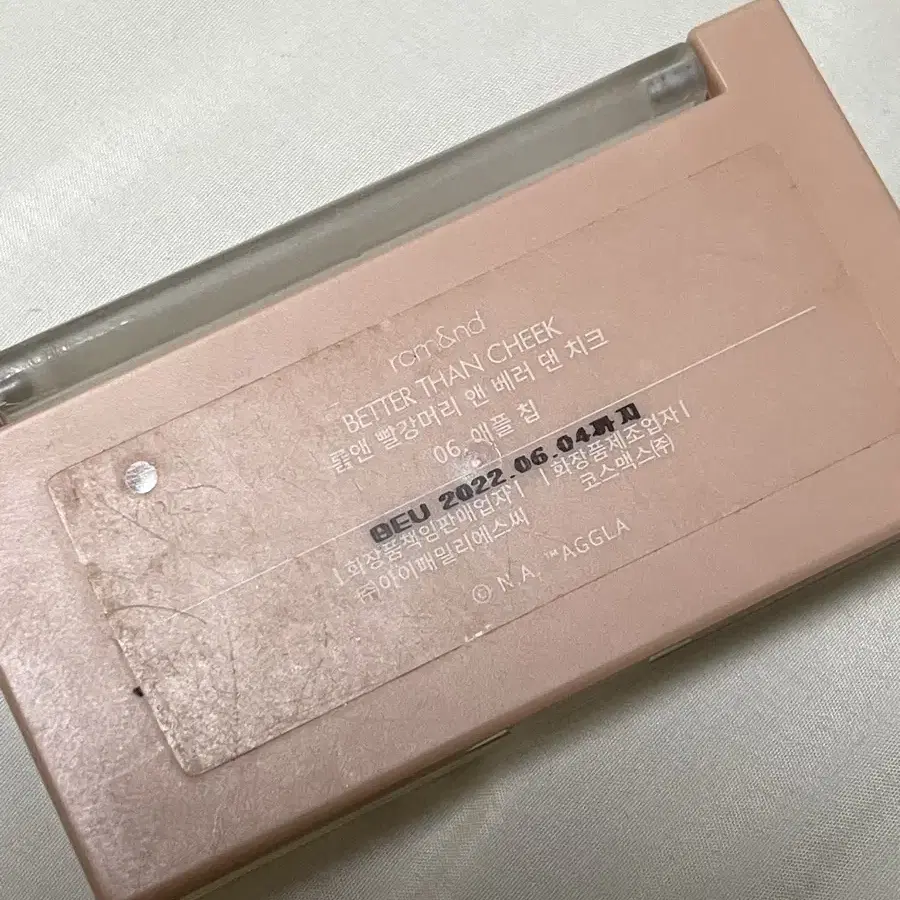 rom&nd
BETTER THAN CHEEK
롬앤 빨강머리 앤 베러 댄 치크
06 애플 칩
BEU 2022.06.04까지
| 화장품책임판매업자 | | 화장품제조업자 |
㈜아이패밀리에스씨 코스맥스㈜
© N.A. ™AGGLA